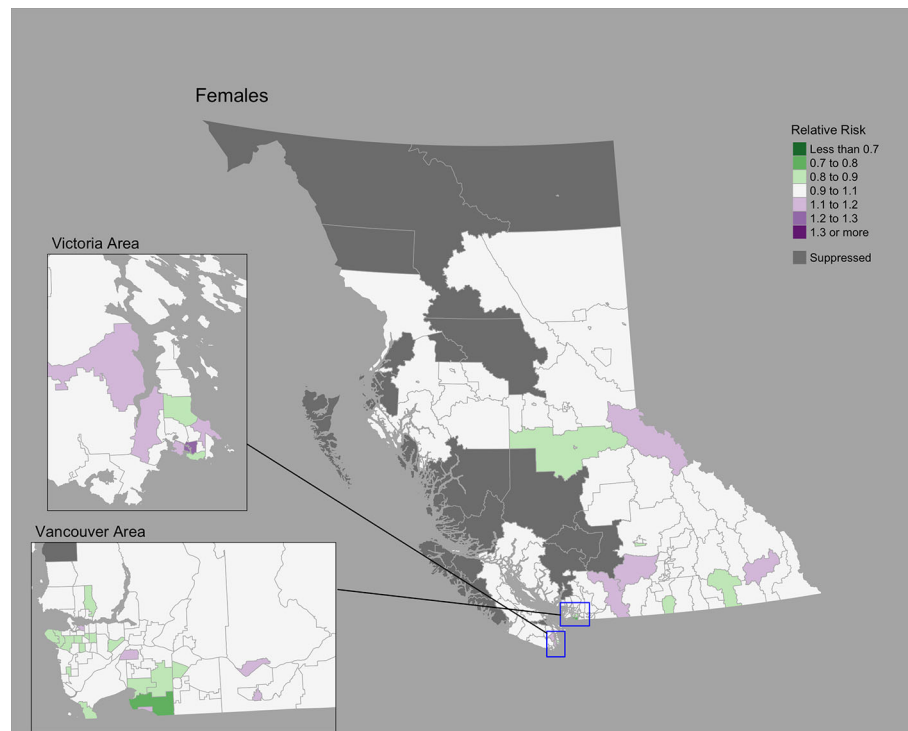 Females
Relative Risk
Less than 0.7
0.7 to 0.8
0.8 to 0.9
0.9 to 1.1
1.1 to 1.2
1.2 to 1.3
1.3 or more
Suppressed
Victoria Area
Vancouver Area